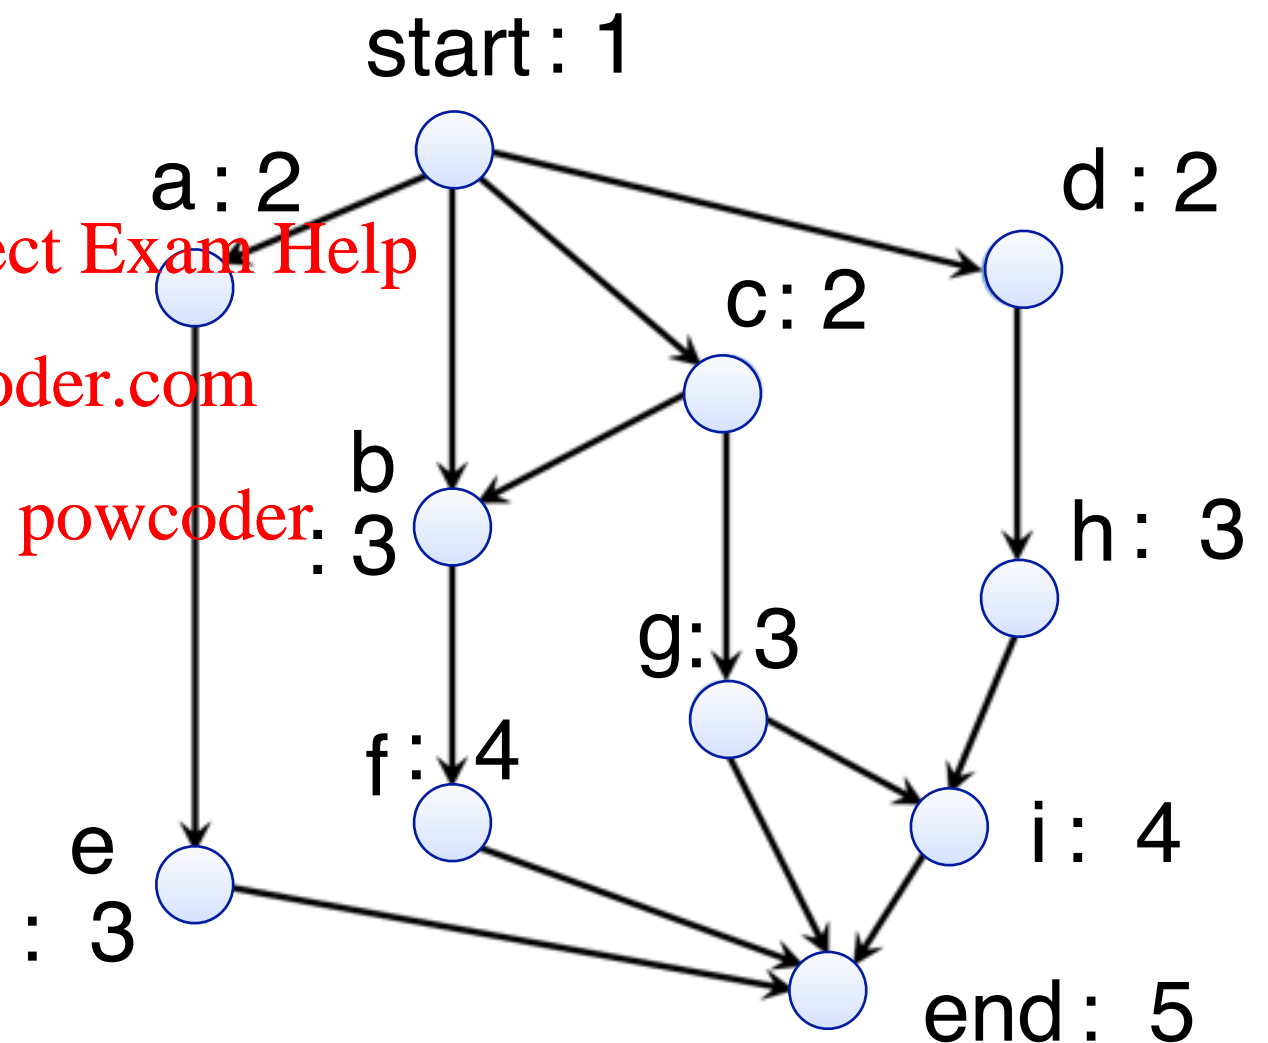 start : 1
a : 2
d : 2
ect Exam Help
c : 2
oder.com
b
: 3
powcoder
h : 3
g : 3
f : 4
e
: 3
i : 4
end : 5